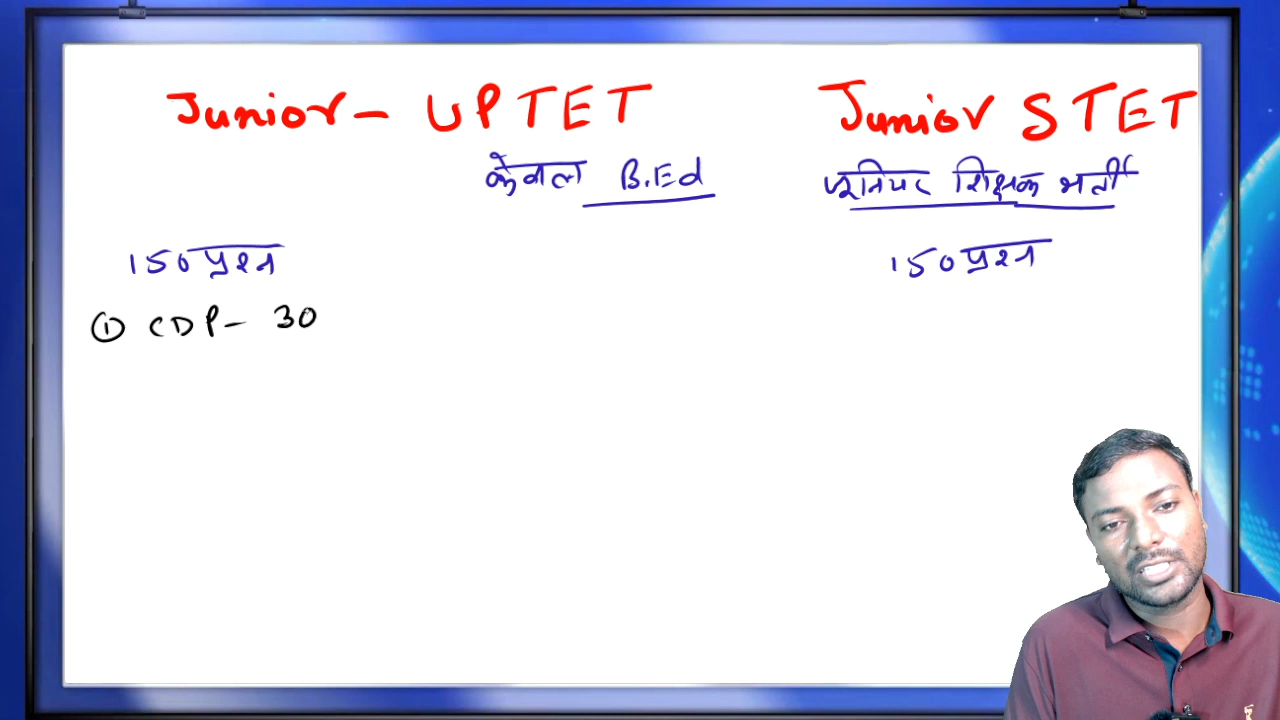 Junior - UPTET
केवल B.Ed
150 प्रश्न
① CDP - 30
Junior STET
जूनियर शिक्षक भर्ती
150 प्रश्न